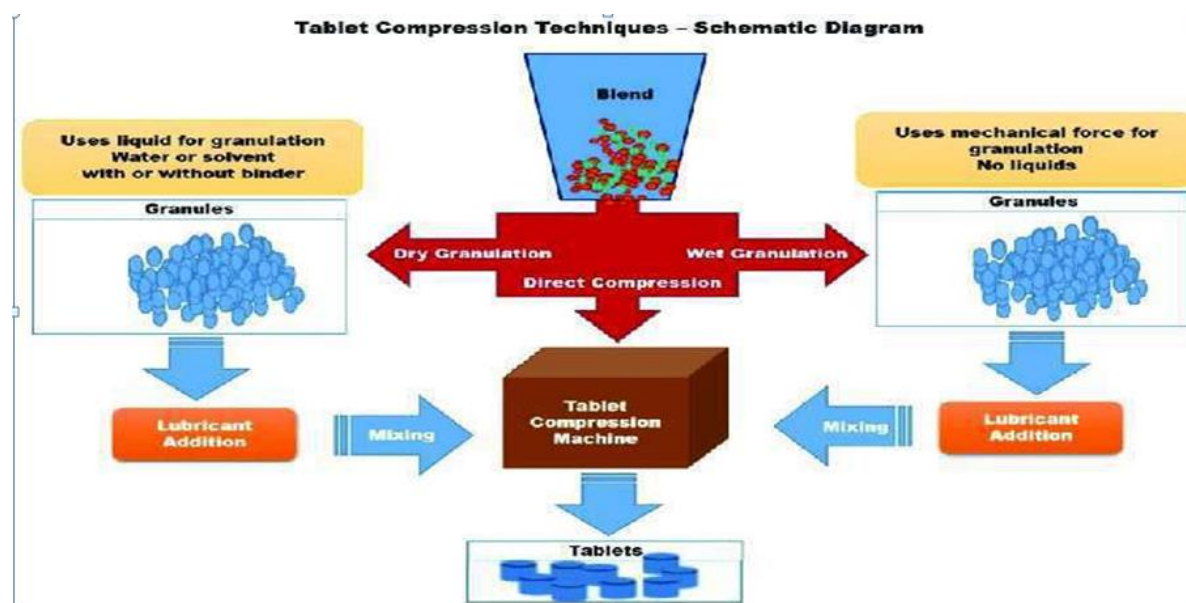 Tablet Compression Techniques – Schematic Diagram
Blend
Uses liquid for granulation
Water or solvent
with or without binder
Uses mechanical force for
granulation
No liquids
Granules
Granules
Dry Granulation
Wet Granulation
Direct Compression
Lubricant
Addition
Mixing
Tablet
Compression
Machine
Mixing
Lubricant
Addition
Tablets